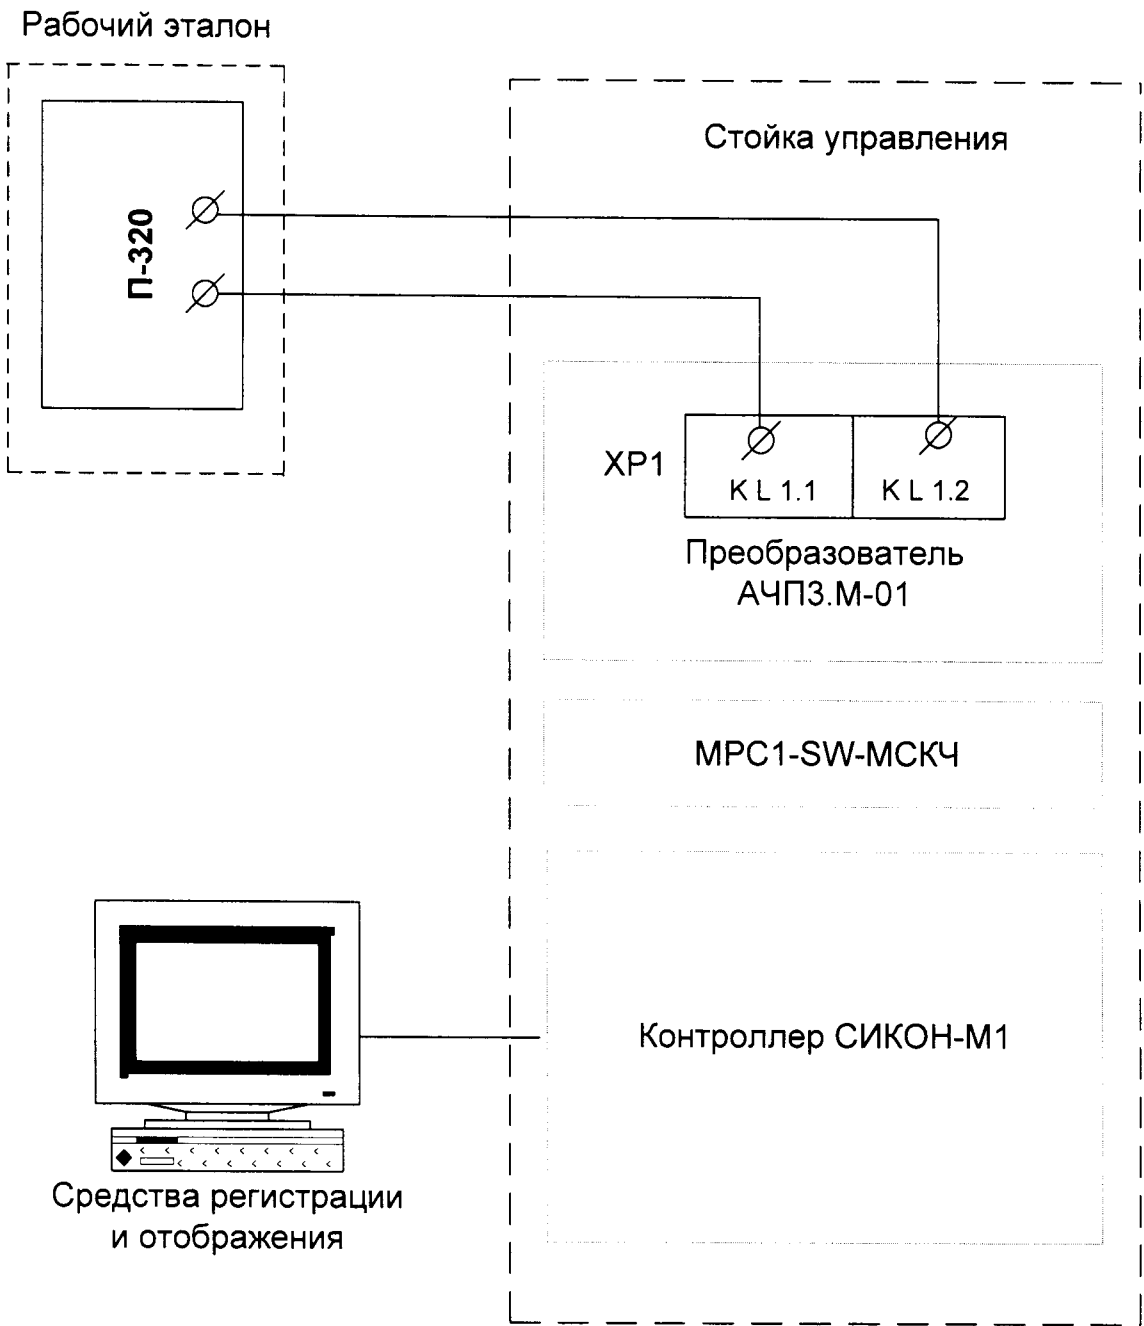 Рабочий эталон
Стойка управления
П-320
ХР1
K L 1.1
K L 1.2
Преобразователь
АЧП3.М-01
МРС1-SW-МСКЧ
Контроллер СИКОН-М1
Средства регистрации
и отображения